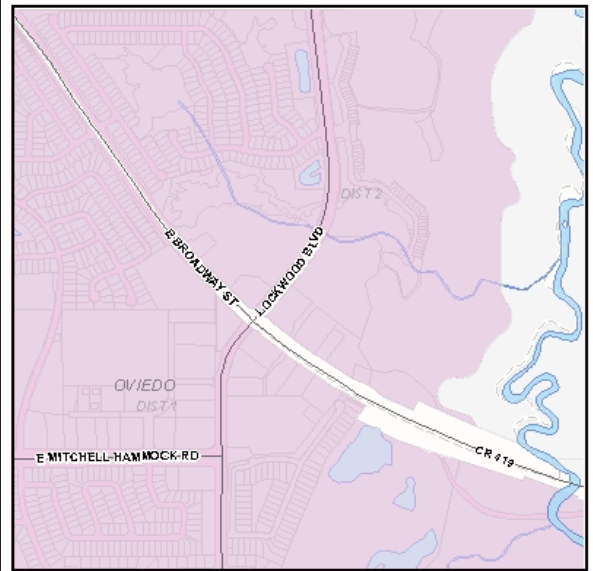 DIST 2
E BROADWAY ST
LOCKWOOD BLVD
OVIEDO
DIST 1
E MITCHELL-HAMMOCK RD
CR 419